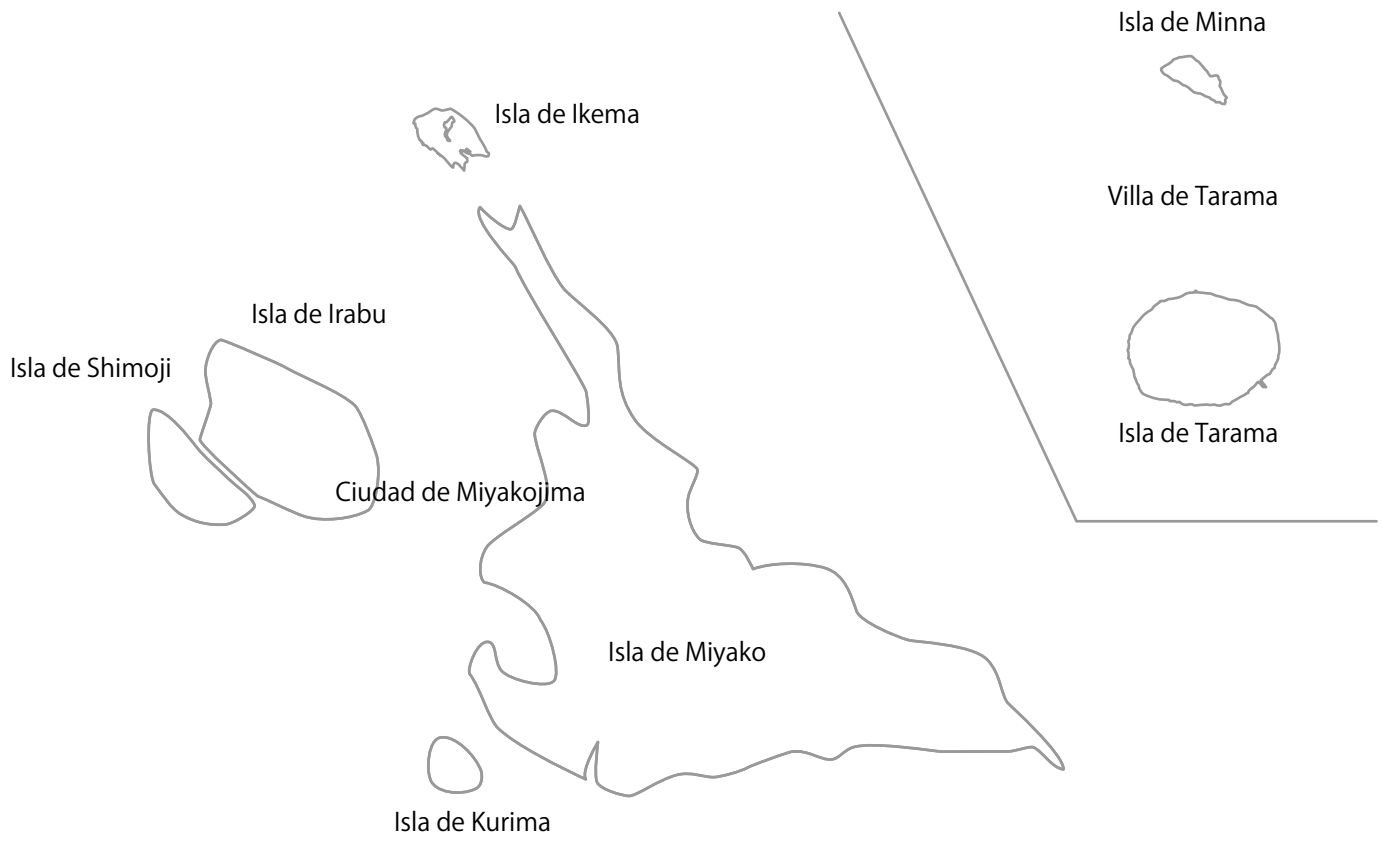 Isla de Minna
Isla de Ikema
Villa de Tarama
Isla de Irabu
Isla de Shimoji
Isla de Tarama
Ciudad de Miyakojima
Isla de Miyako
Isla de Kurima